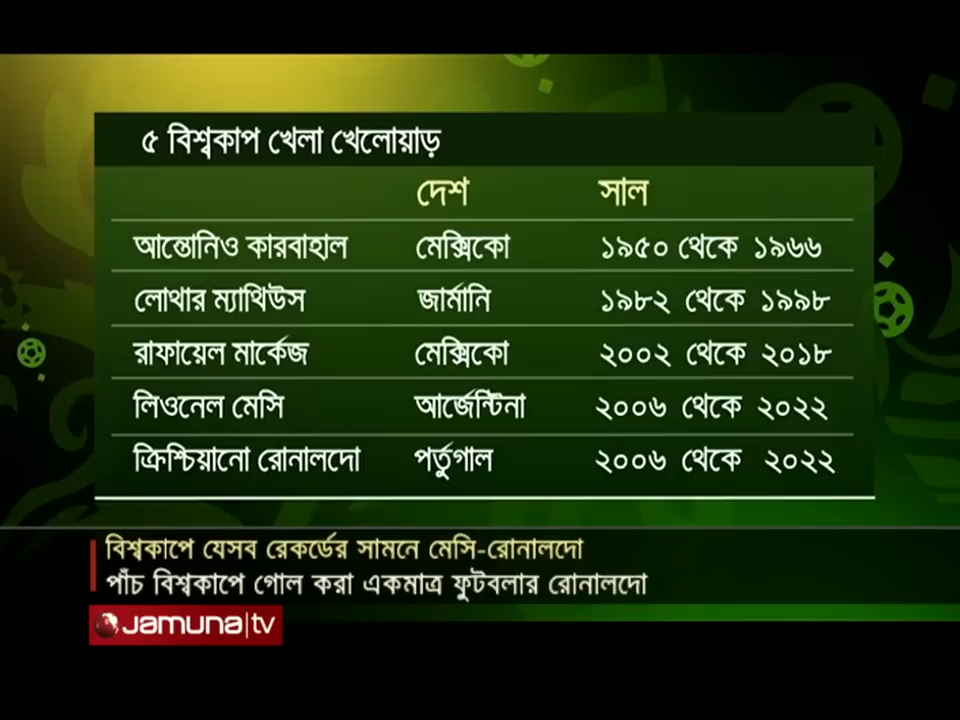 ৫ বিশ্বকাপ খেলা খেলোয়াড়
দেশ সাল
আন্তোনিও কারবাহাল মেক্সিকো ১৯৫০ থেকে ১৯৬৬
লোথার ম্যাথিউস জার্মানি ১৯৮২ থেকে ১৯৯৮
রাফায়েল মার্কেজ মেক্সিকো ২০০২ থেকে ২০১৮
লিওনেল মেসি আর্জেন্টিনা ২০০৬ থেকে ২০২২
ক্রিশ্চিয়ানো রোনালদো পর্তুগাল ২০০৬ থেকে ২০২২
বিশ্বকাপে যেসব রেকর্ডের সামনে মেসি-রোনালদো
পাঁচ বিশ্বকাপে গোল করা একমাত্র ফুটবলার রোনালদো
Jamuna|tv